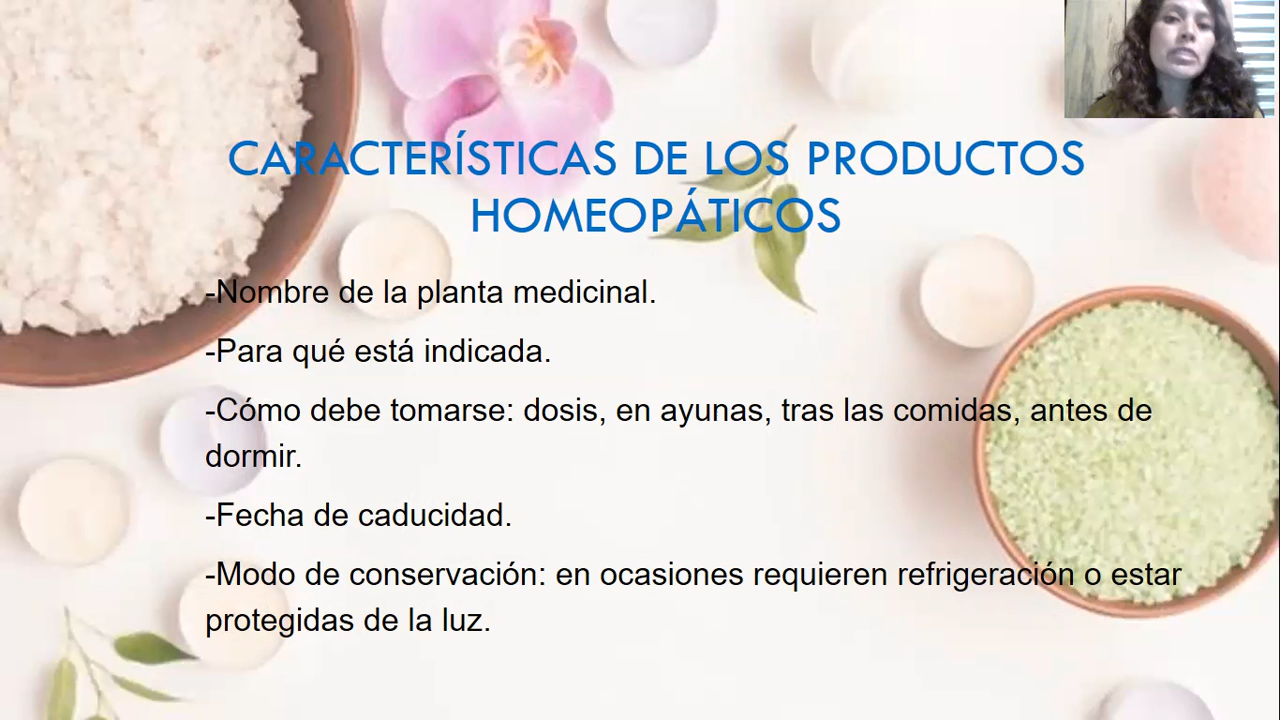 CARACTERÍSTICAS DE LOS PRODUCTOS
HOMEOPÁTICOS
-Nombre de la planta medicinal.
-Para qué está indicada.
-Cómo debe tomarse: dosis, en ayunas, tras las comidas, antes de
dormir.
-Fecha de caducidad.
-Modo de conservación: en ocasiones requieren refrigeración o estar
protegidas de la luz.